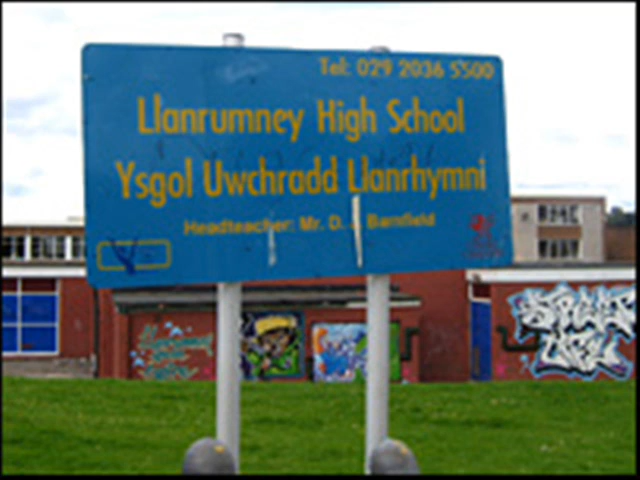 Tel: 029 2036 5500
Llanrumney High School
Ysgol Uwchradd Llanrhymni
Headteacher: Mr. D. Barnfield